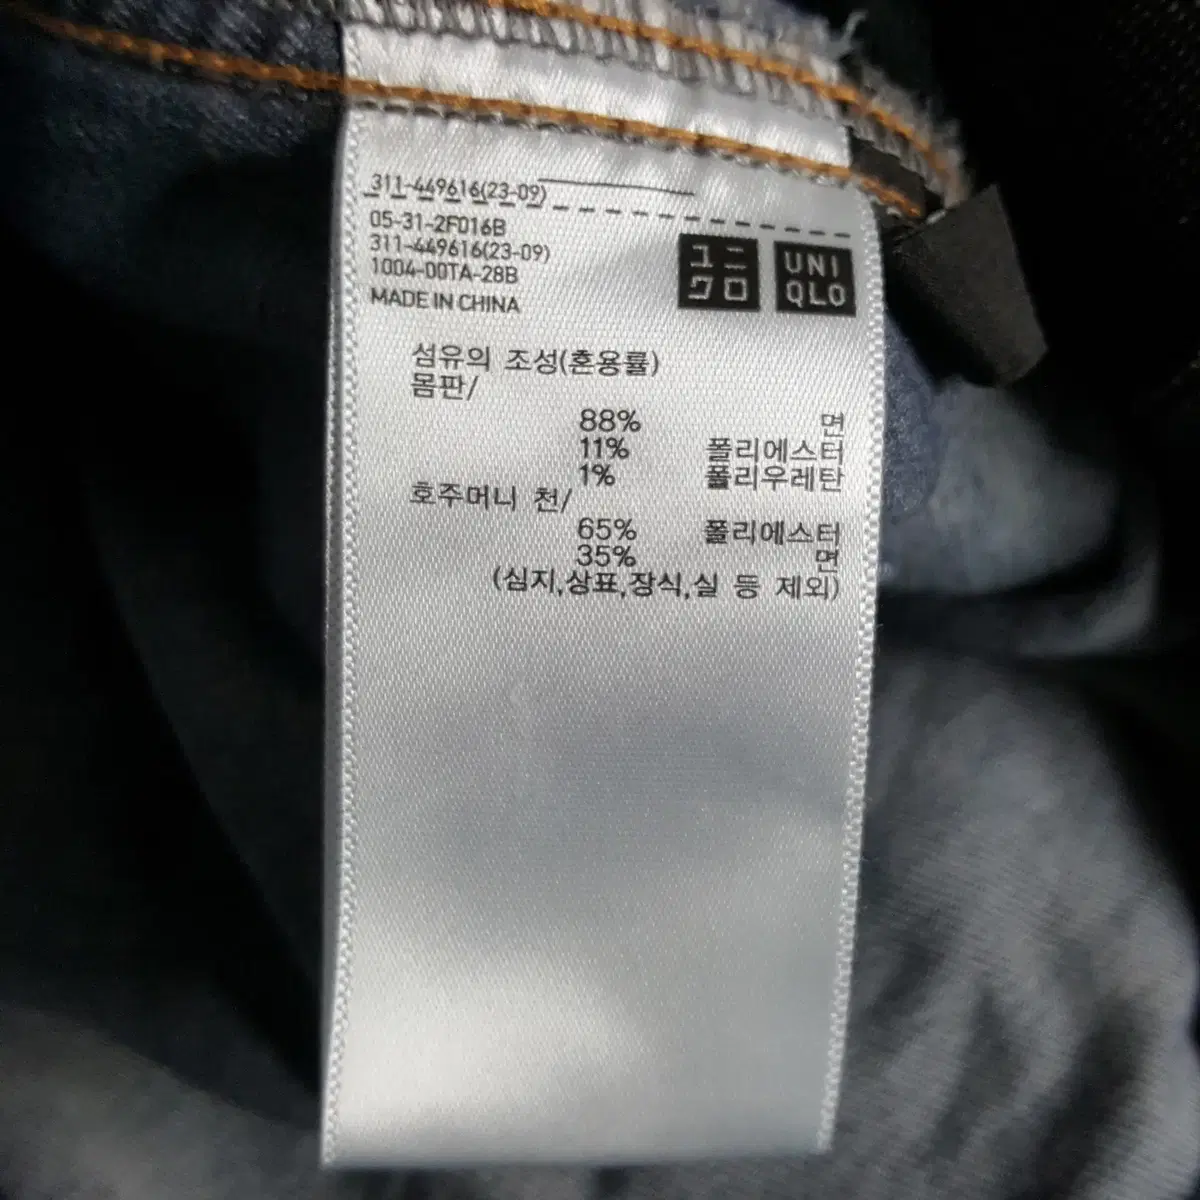 311-449616(23-09)
05-31-2F016B
311-449616(23-09)
1004-00TA-28B
MADE IN CHINA
ユニ
クロ
UNI
QLO
섬유의 조성(혼용률)
몸판/
88% 면
11% 폴리에스터
1% 폴리우레탄
호주머니 천/
65% 폴리에스터
35% 면
(심지,상표,장식,실 등 제외)